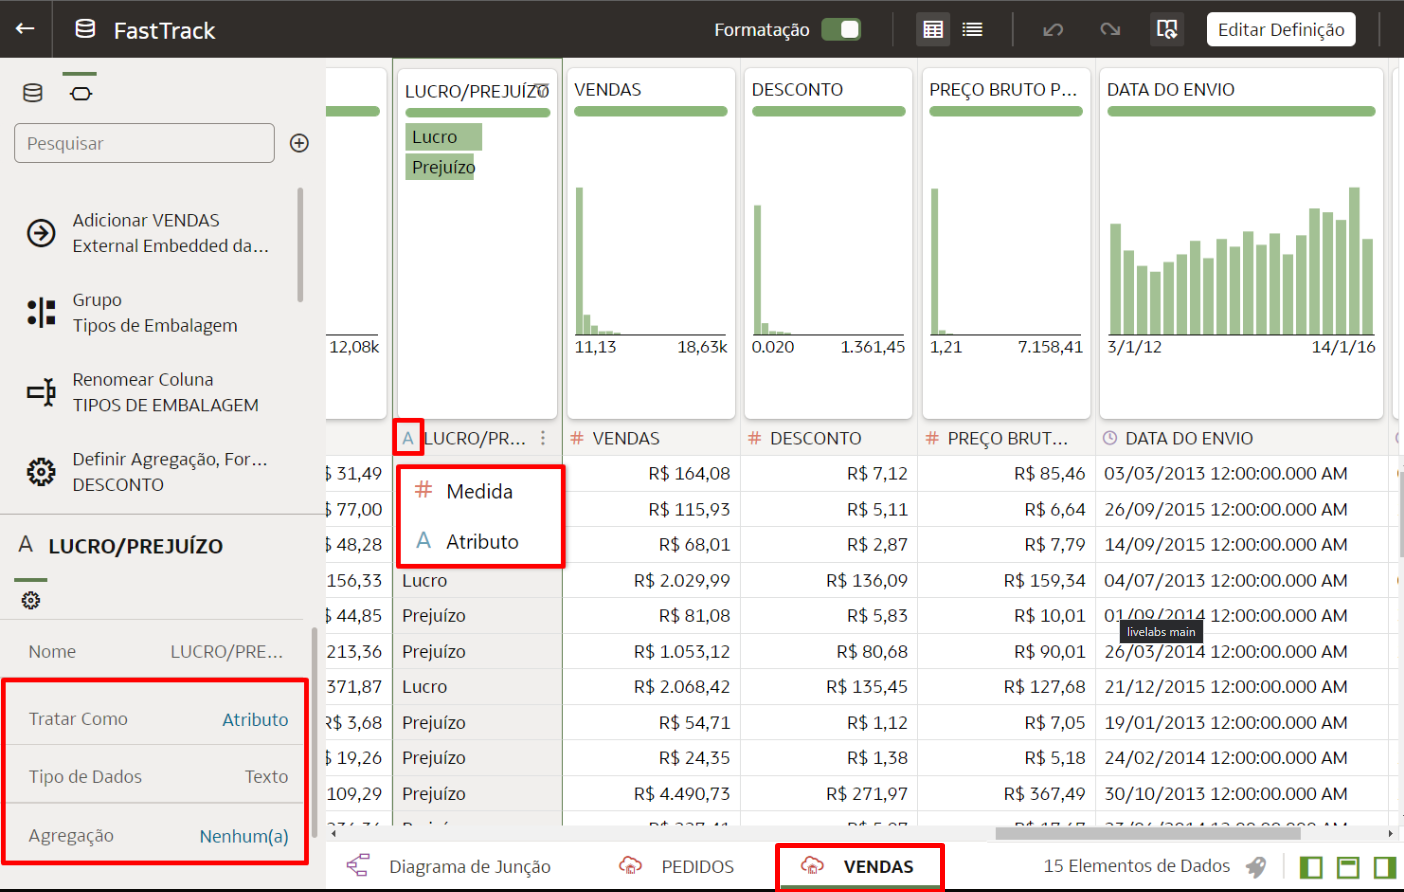 FastTrack
Formatação
Editar Definição
Pesquisar
Adicionar VENDAS
External Embedded da...
Grupo
Tipos de Embalagem
Renomear Coluna
TIPOS DE EMBALAGEM
Definir Agregação, For...
DESCONTO
A LUCRO/PREJUÍZO
Nome LUCRO/PRE...
Tratar Como Atributo
Tipo de Dados Texto
Agregação Nenhum(a)
12,08k
LUCRO/PREJUÍZO
Lucro
Prejuízo
VENDAS
11,13 18,63k
DESCONTO
0.020 1.361,45
PREÇO BRUTO P...
1,21 7.158,41
DATA DO ENVIO
3/1/12 14/1/16
A LUCRO/PR... # VENDAS # DESCONTO # PREÇO BRUT... DATA DO ENVIO
# Medida
A Atributo
$ 31,49 R$ 164,08 R$ 7,12 R$ 85,46 03/03/2013 12:00:00.000 AM
$ 77,00 R$ 115,93 R$ 5,11 R$ 6,64 26/09/2015 12:00:00.000 AM
$ 48,28 R$ 68,01 R$ 2,87 R$ 7,79 14/09/2015 12:00:00.000 AM
156,33 Lucro R$ 2.029,99 R$ 136,09 R$ 159,34 04/07/2013 12:00:00.000 AM
$ 44,85 Prejuízo R$ 81,08 R$ 5,83 R$ 10,01 01/09/2014 12:00:00.000 AM
livelabs main
213,36 Prejuízo R$ 1.053,12 R$ 80,68 R$ 90,01 26/03/2014 12:00:00.000 AM
371,87 Lucro R$ 2.068,42 R$ 135,45 R$ 127,68 21/12/2015 12:00:00.000 AM
R$ 3,68 Prejuízo R$ 54,71 R$ 1,12 R$ 7,05 19/01/2013 12:00:00.000 AM
$ 19,26 Prejuízo R$ 24,35 R$ 1,38 R$ 5,18 24/02/2014 12:00:00.000 AM
109,29 Prejuízo R$ 4.490,73 R$ 271,97 R$ 367,49 30/10/2013 12:00:00.000 AM
Diagrama de Junção PEDIDOS VENDAS 15 Elementos de Dados